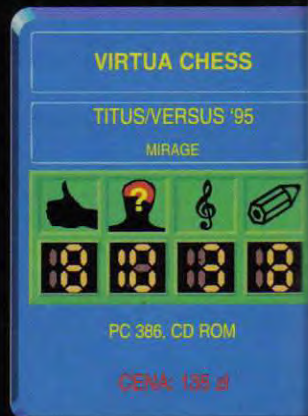 VIRTUA CHESS
TITUS/VERSUS '95
MIRAGE
PC 386, CD ROM
CENA: 135 zł